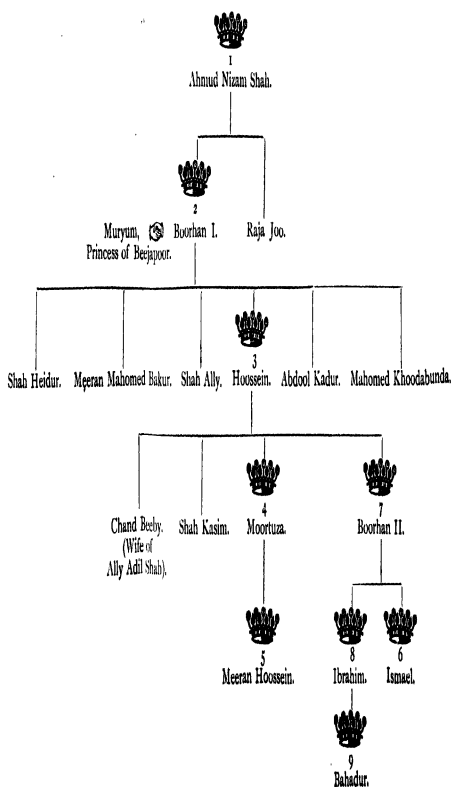 1
Ahmud Nizam Shah.
2
Muryum, Boorhan I. Raja Joo.
Princess of Beejapoor.
3
Shah Heidur. Meeran Mahomed Bakur. Shah Ally. Hoossein. Abdool Kadur. Mahomed Khoodabunda.
4 7
Chand Beeby. Shah Kasim. Moortuza. Boorhan II.
(Wife of
Ally Adil Shah).
5 8 6
Meeran Hoossein. Ibrahim. Ismael.
9
Bahadur.